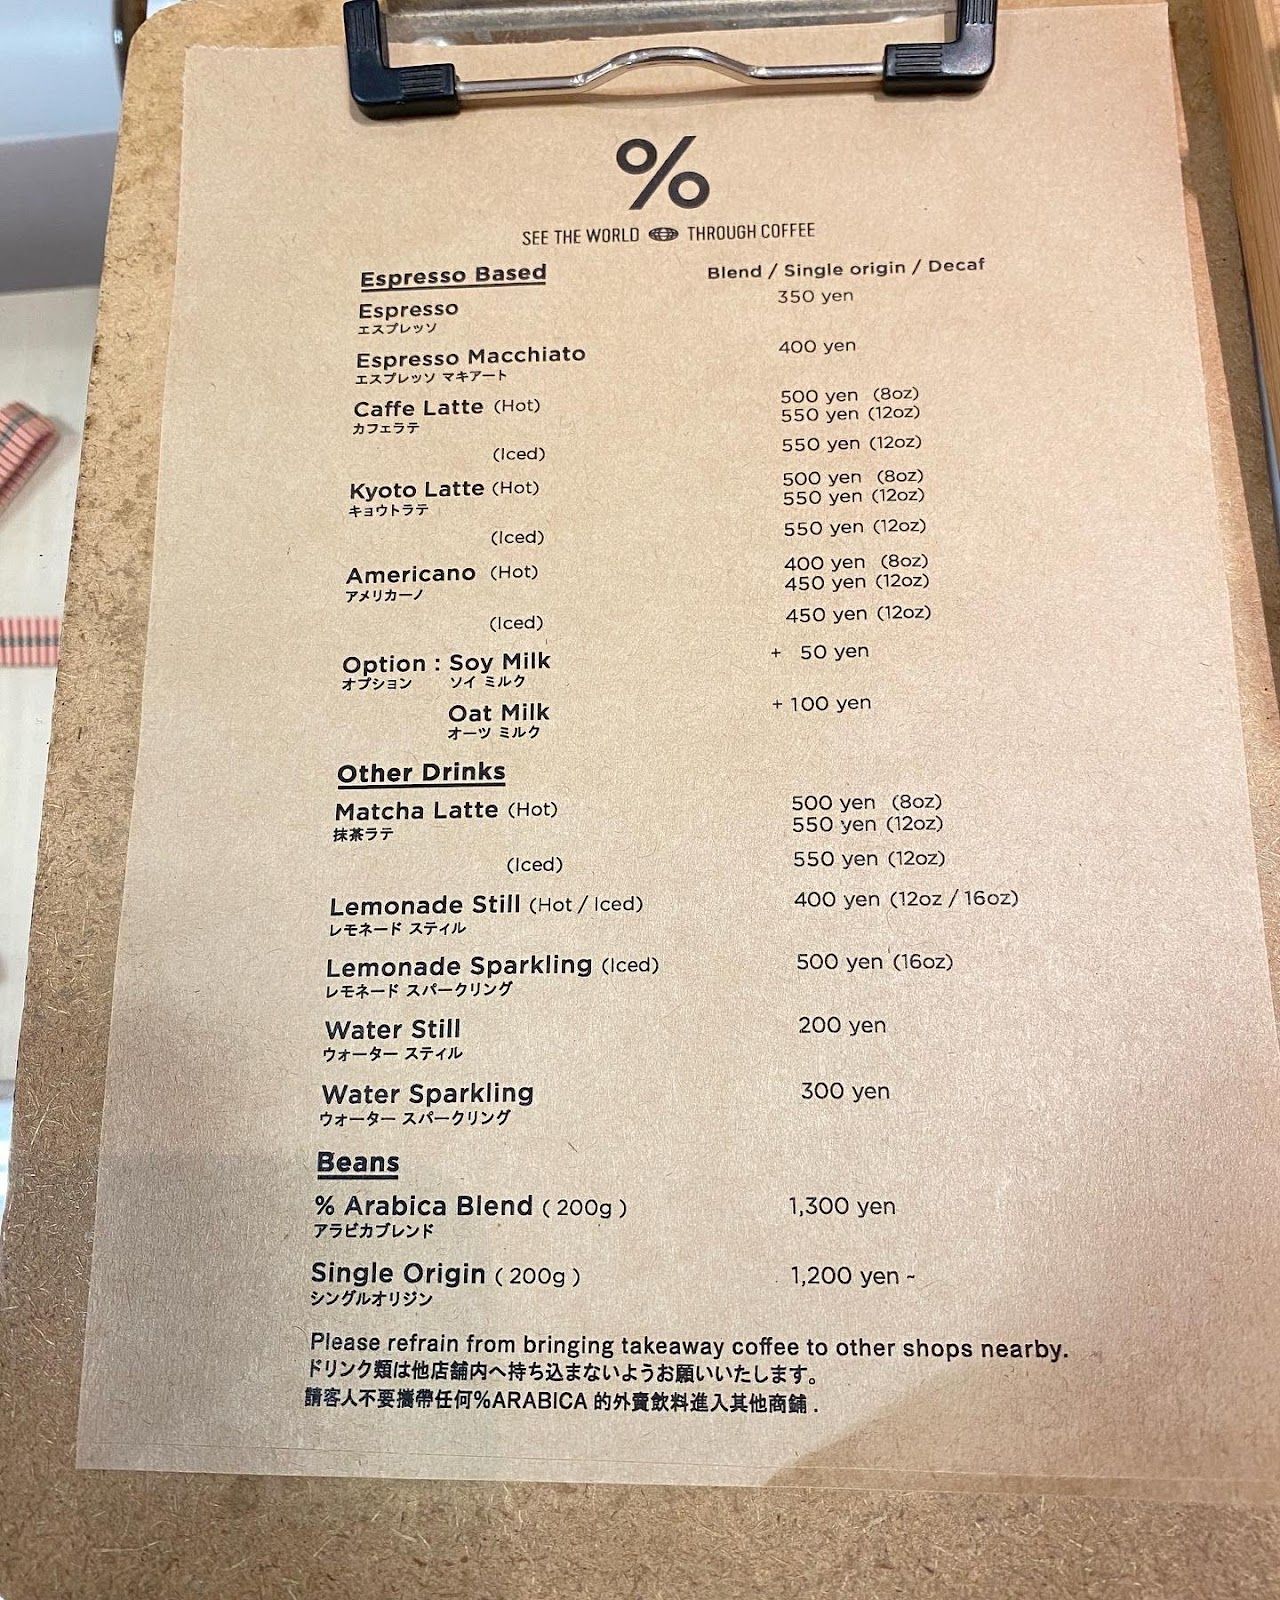 %
SEE THE WORLD THROUGH COFFEE
Espresso Based Blend / Single origin / Decaf
Espresso 350 yen
エスプレッソ
Espresso Macchiato 400 yen
エスプレッソ マキアート
Caffe Latte (Hot) 500 yen (8oz)
550 yen (12oz)
カフェラテ
(Iced) 550 yen (12oz)
Kyoto Latte (Hot) 500 yen (8oz)
550 yen (12oz)
キョウトラテ
(Iced) 550 yen (12oz)
Americano (Hot) 400 yen (8oz)
450 yen (12oz)
アメリカーノ
(Iced) 450 yen (12oz)
Option : Soy Milk + 50 yen
オプション ソイ ミルク
Oat Milk + 100 yen
オーツ ミルク
Other Drinks
Matcha Latte (Hot) 500 yen (8oz)
550 yen (12oz)
抹茶ラテ
(Iced) 550 yen (12oz)
Lemonade Still (Hot / Iced) 400 yen (12oz / 16oz)
レモネード スティル
Lemonade Sparkling (Iced) 500 yen (16oz)
レモネード スパークリング
Water Still 200 yen
ウォーター スティル
Water Sparkling 300 yen
ウォーター スパークリング
Beans
% Arabica Blend ( 200g ) 1,300 yen
アラビカブレンド
Single Origin ( 200g ) 1,200 yen ~
シングルオリジン
Please refrain from bringing takeaway coffee to other shops nearby.
ドリンク類は他店舗内へ持ち込まないようお願いいたします。
請客人不要攜帶任何%ARABICA 的外賣飲料進入其他商鋪 .